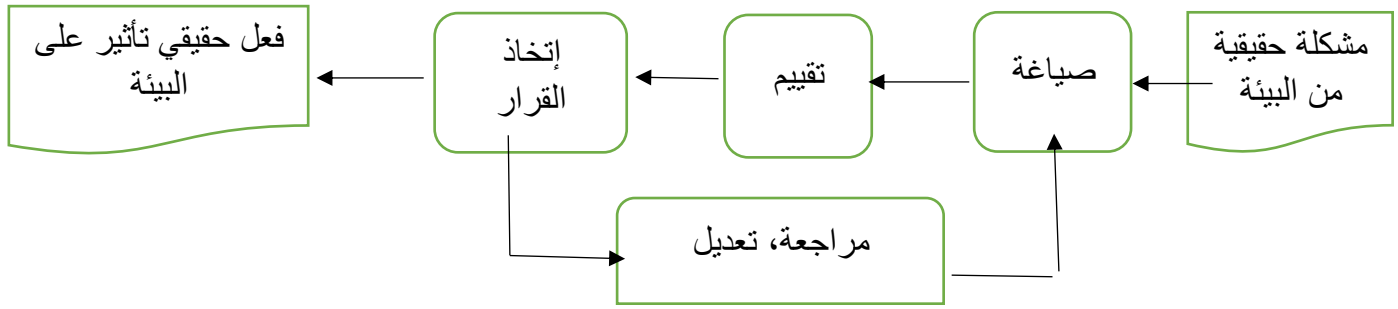 مشكلة حقيقية
من البيئة
صياغة
تقييم
إتخاذ
القرار
فعل حقيقي تأثير على
البيئة
مراجعة، تعديل